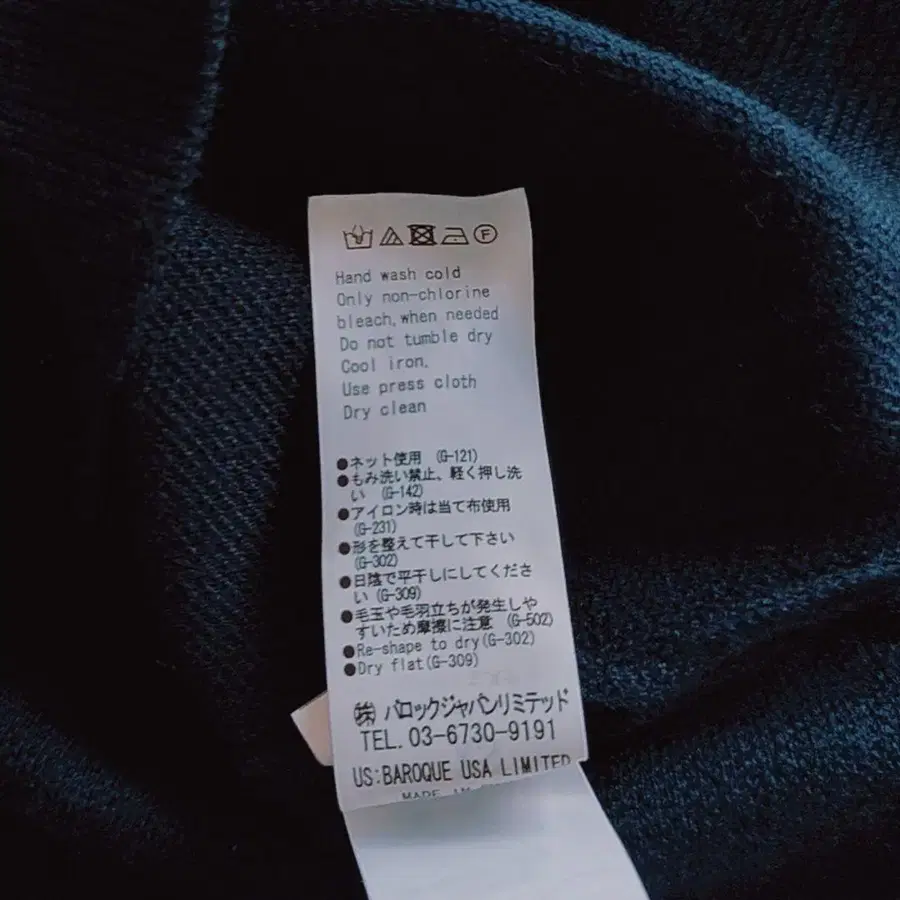 F
Hand wash cold
Only non-chlorine
bleach,when needed
Do not tumble dry
Cool iron.
Use press cloth
Dry clean
●ネット使用 (G-121)
●もみ洗い禁止、軽く押し洗
い (G-142)
●アイロン時は当て布使用
(G-231)
●形を整えて干して下さい
(G-302)
●日陰で平干しにしてくださ
い (G-309)
●毛玉や毛羽立ちが発生しや
すいため摩擦に注意 (G-502)
●Re-shape to dry(G-302)
●Dry flat(G-309)
㈱ バロックジャパンリミテッド
TEL. 03-6730-9191
US:BAROQUE USA LIMITED
MADE IN